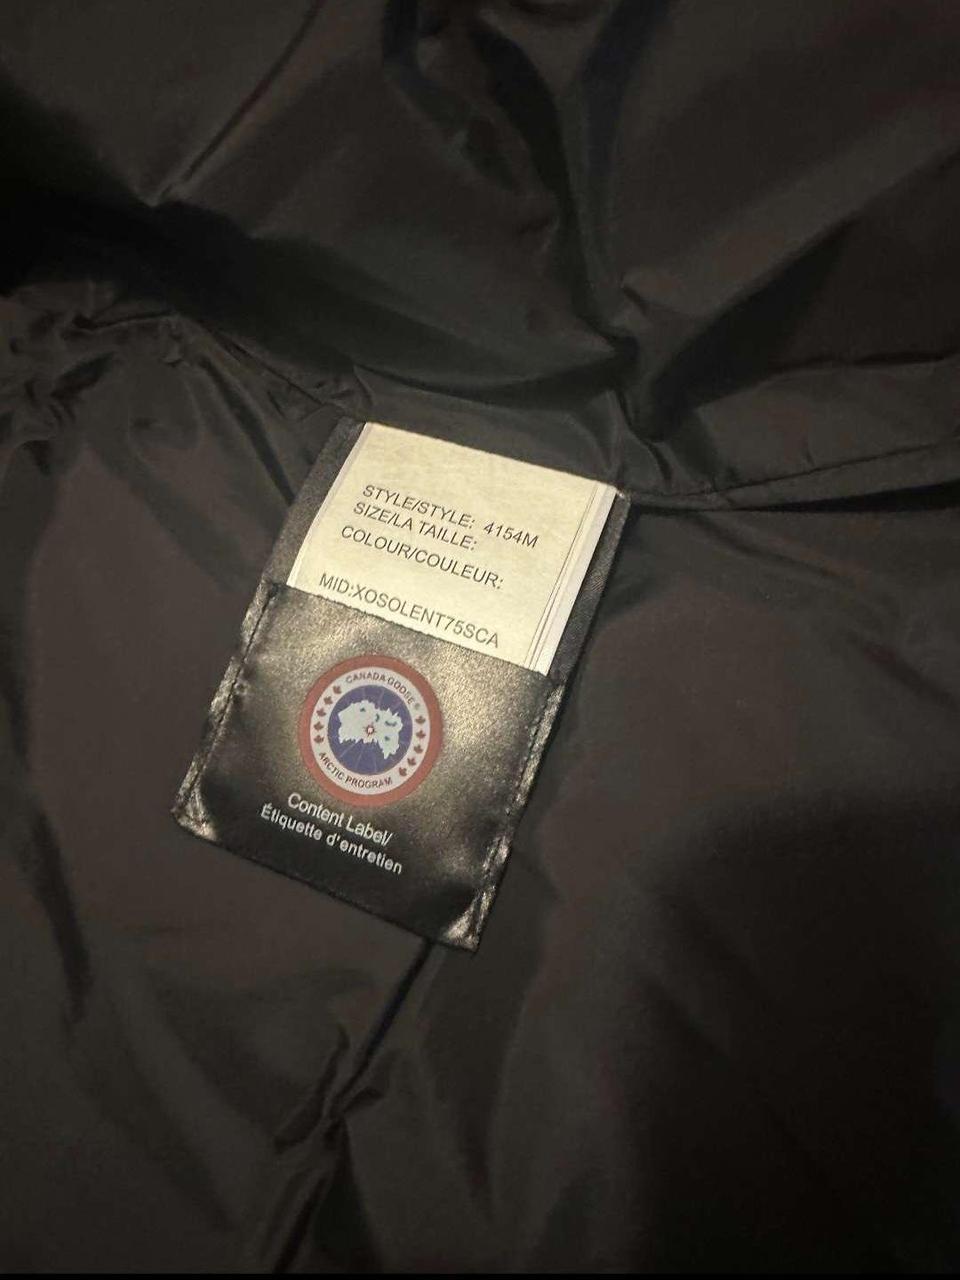 STYLE/STYLE: 4154M
SIZE/LA TAILLE:
COLOUR/COULEUR:
MID:XOSOLENT75SCA
CANADA GOOSE®
ARCTIC PROGRAM
Content Label/
Étiquette d'entretien